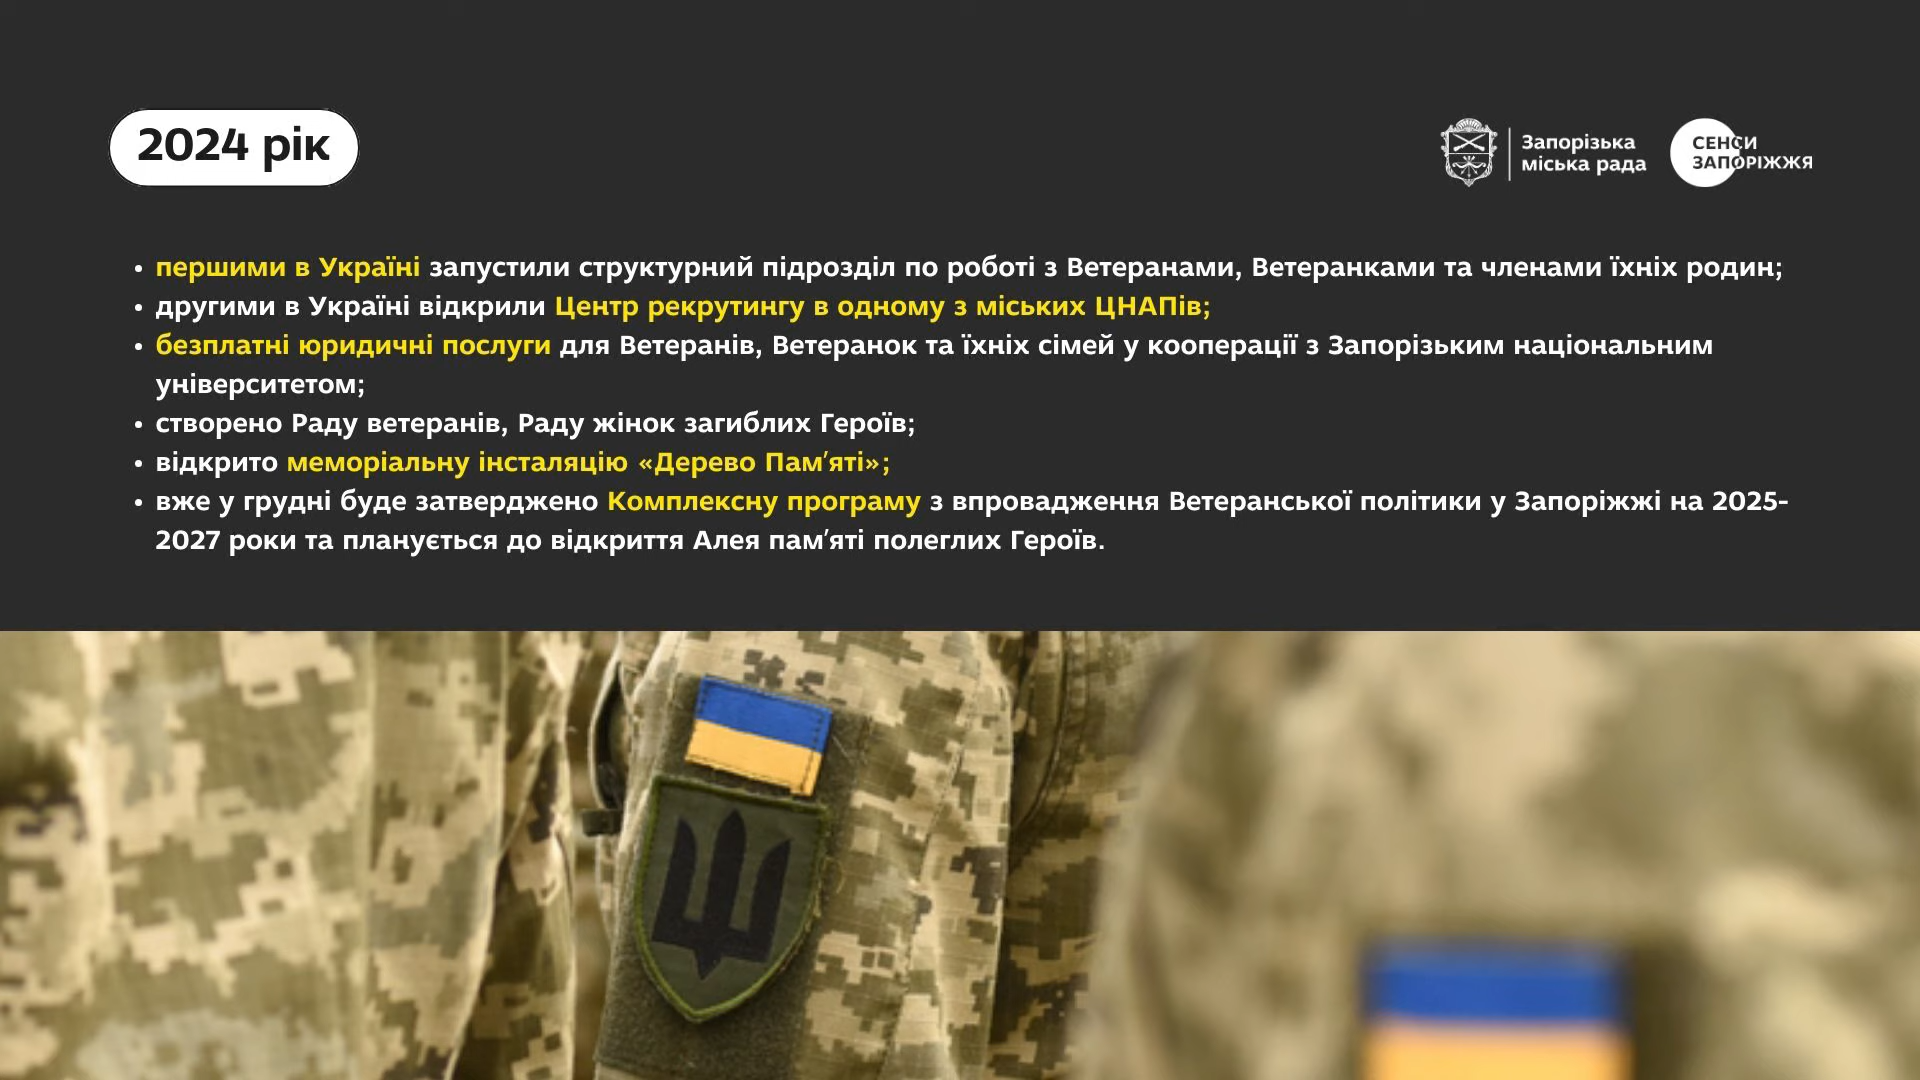 2024 рік
Запорізька
міська рада
СЕНСИ
ЗАПОРІЖЖЯ
• першими в Україні запустили структурний підрозділ по роботі з Ветеранами, Ветеранками та членами їхніх родин;
• другими в Україні відкрили Центр рекрутингу в одному з міських ЦНАПів;
• безплатні юридичні послуги для Ветеранів, Ветеранок та їхніх сімей у кооперації з Запорізьким національним
університетом;
• створено Раду ветеранів, Раду жінок загиблих Героїв;
• відкрито меморіальну інсталяцію «Дерево Пам’яті»;
• вже у грудні буде затверджено Комплексну програму з впровадження Ветеранської політики у Запоріжжі на 2025-
2027 роки та планується до відкриття Алея пам’яті полеглих Героїв.